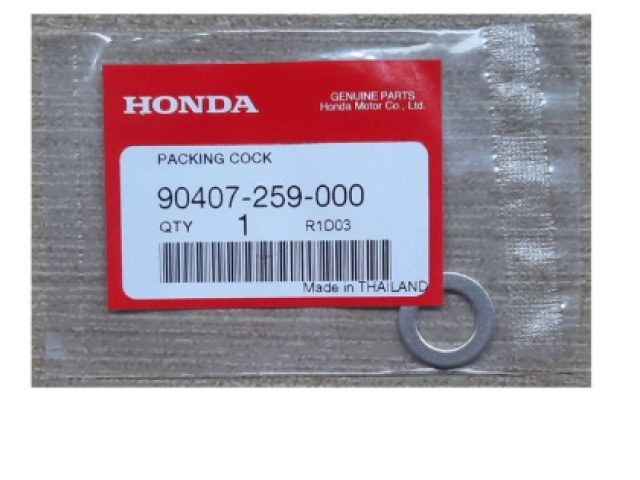 HONDA
GENUINE PARTS
Honda Motor Co., Ltd.
PACKING COCK
90407-259-000
QTY 1 R1D03
Made in THAILAND